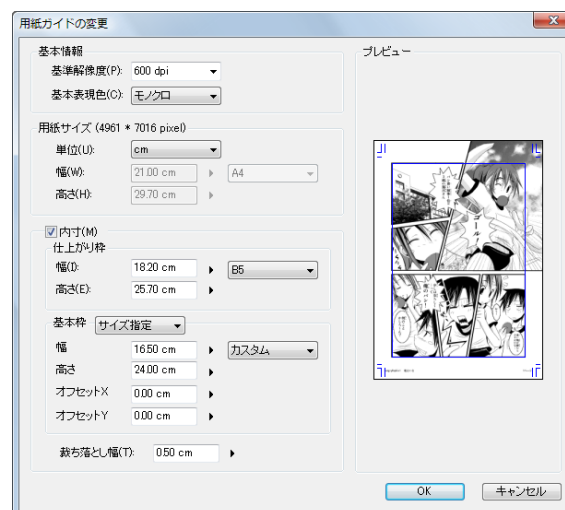 用紙ガイドの変更
基本情報
基準解像度(P): 600 dpi
基本表現色(C): モノクロ
用紙サイズ (4961 * 7016 pixel)
単位(U): cm
幅(W): 21.00 cm A4
高さ(H): 29.70 cm
内寸(M)
仕上がり枠
幅(I): 18.20 cm B5
高さ(E): 25.70 cm
基本枠 サイズ指定
幅 16.50 cm カスタム
高さ 24.00 cm
オフセットX 0.00 cm
オフセットY 0.00 cm
裁ち落とし幅(T): 0.50 cm
プレビュー
ゴール
OK キャンセル